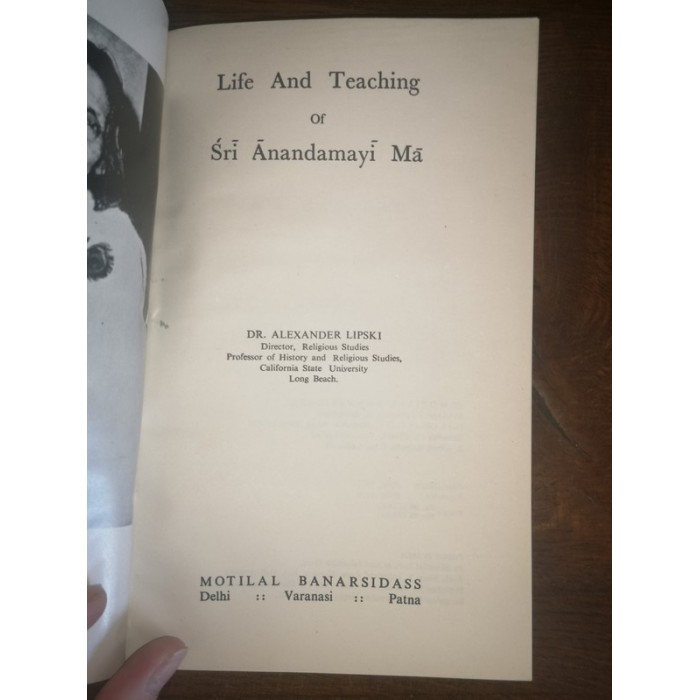 Life And Teaching
Of
Śrī Ānandamayī Mā
DR. ALEXANDER LIPSKI
Director, Religious Studies
Professor of History and Religious Studies,
California State University
Long Beach.
MOTILAL BANARSIDASS
Delhi :: Varanasi :: Patna